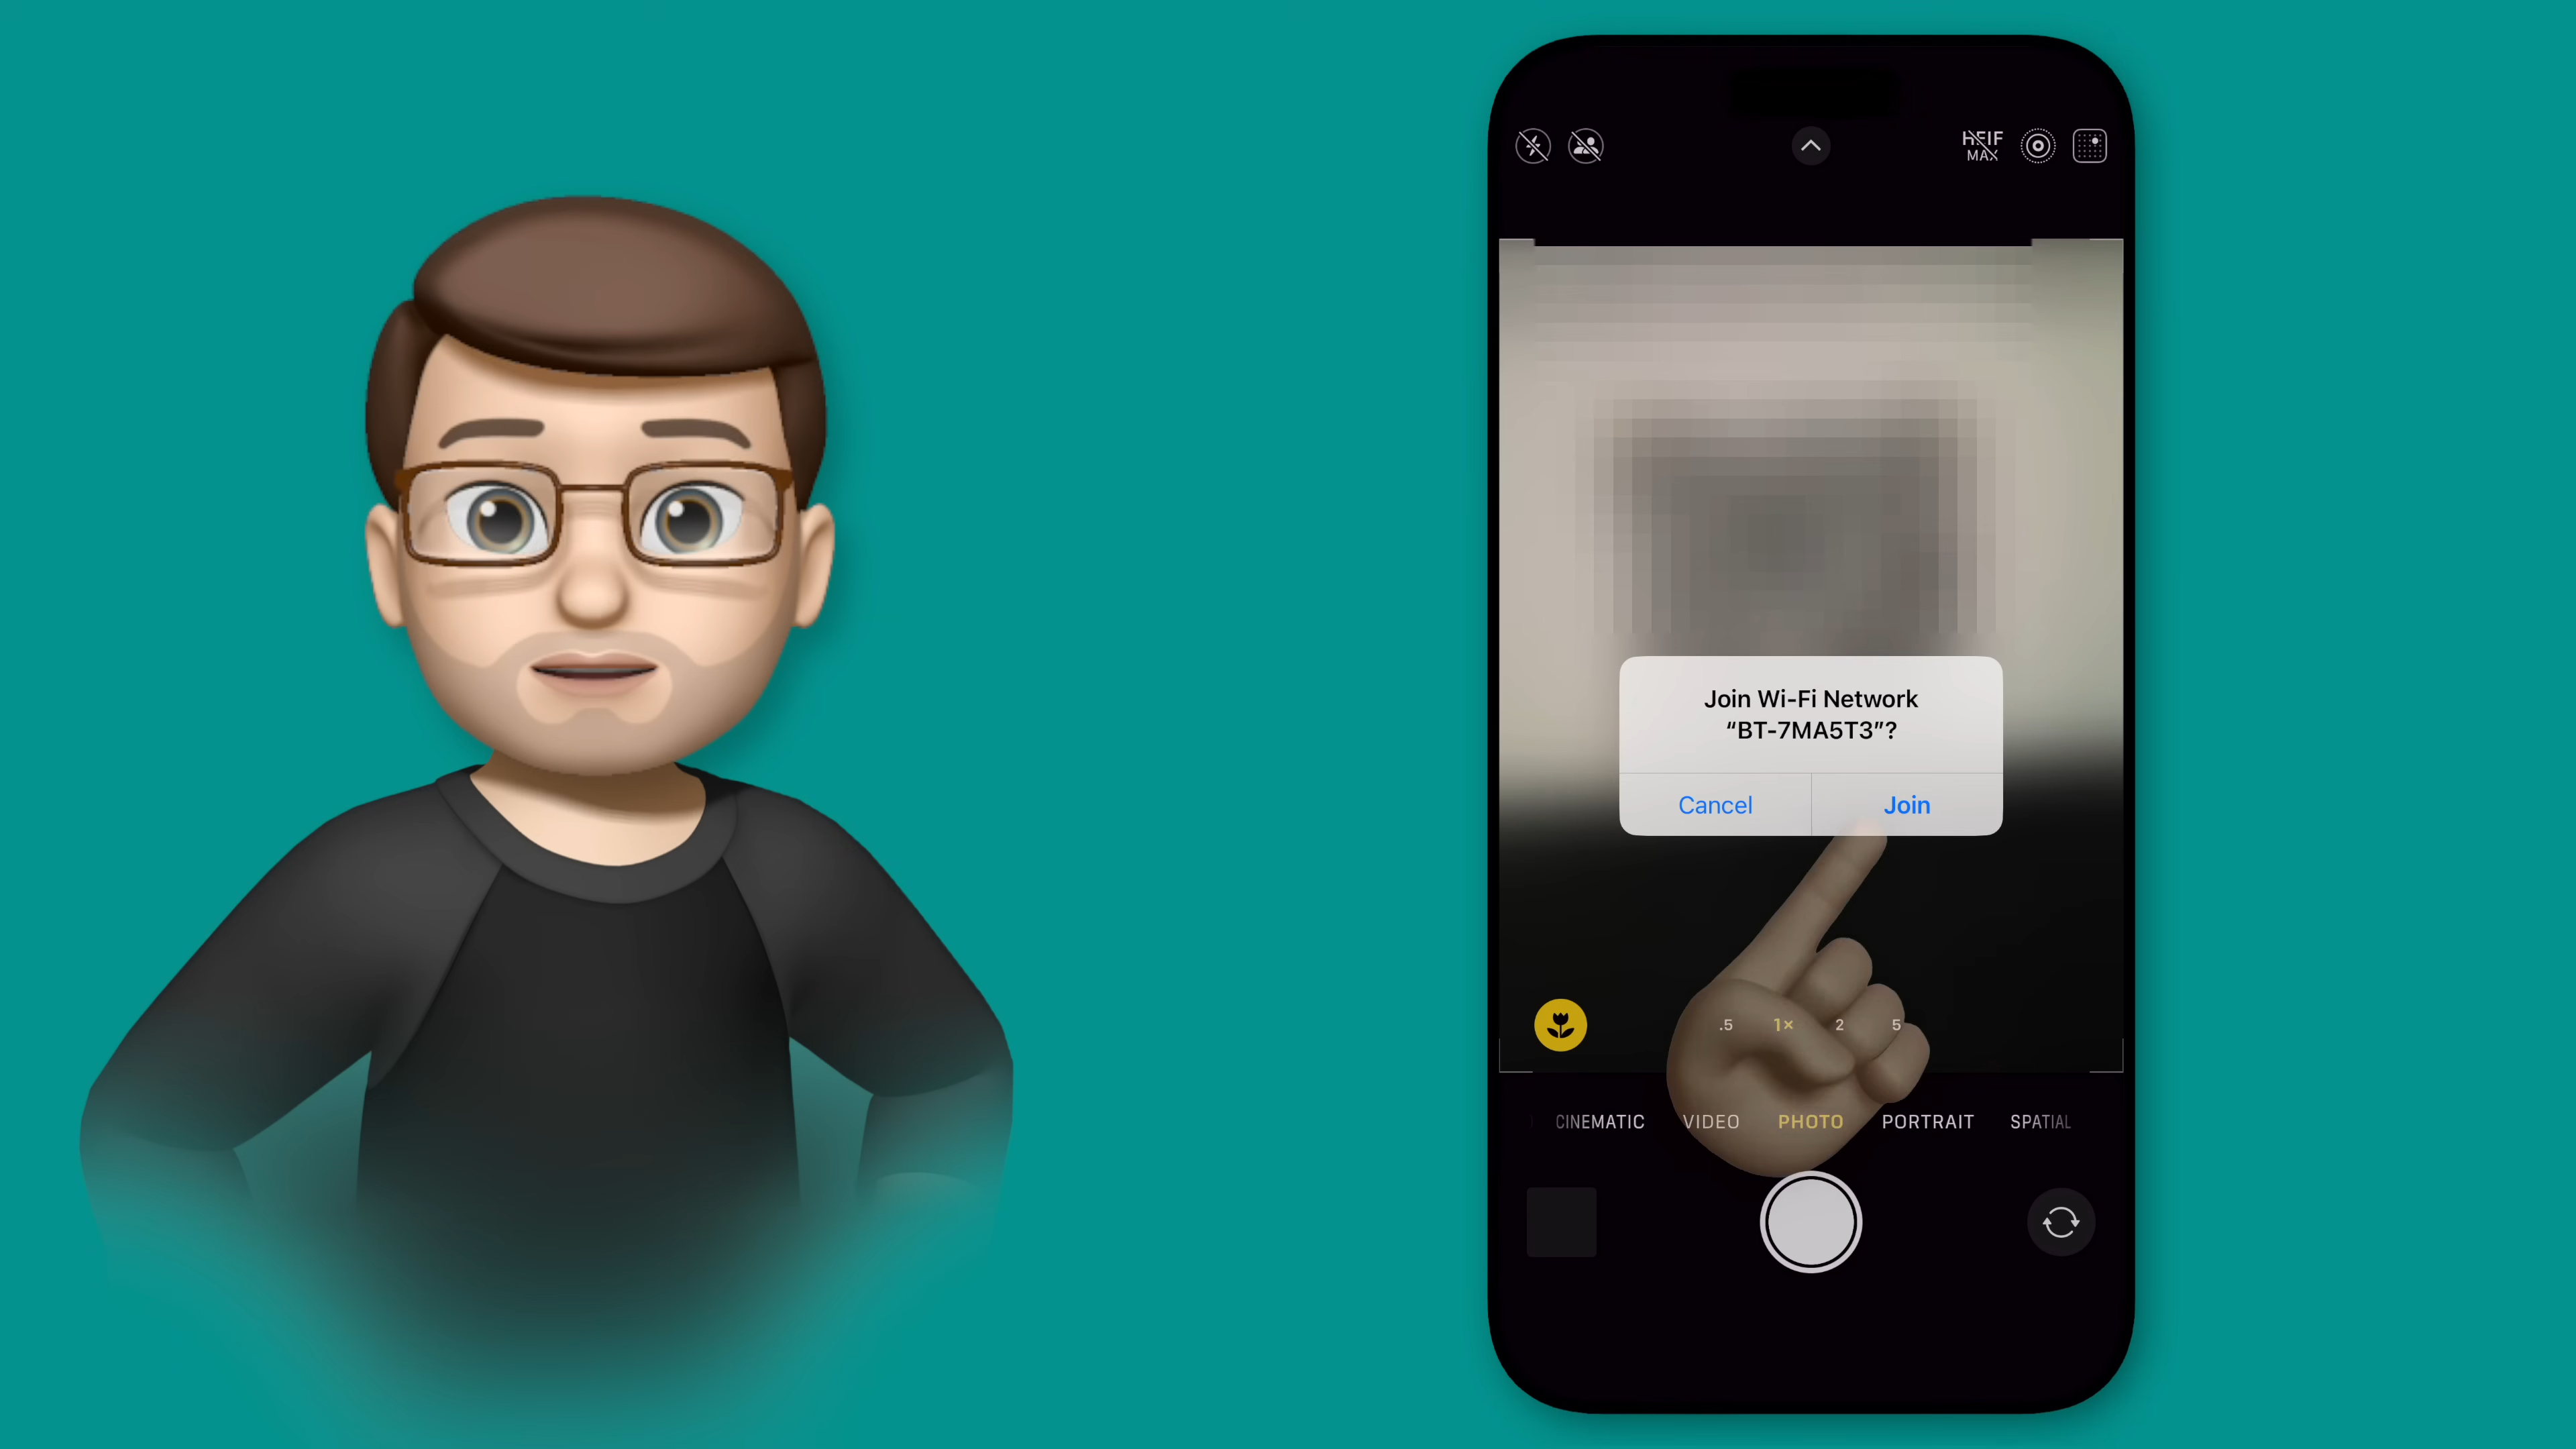 HEIF
MAX
Join Wi-Fi Network
“BT-7MA5T3”?
Cancel Join
.5 1× 2 5
CINEMATIC VIDEO PHOTO PORTRAIT SPATIAL